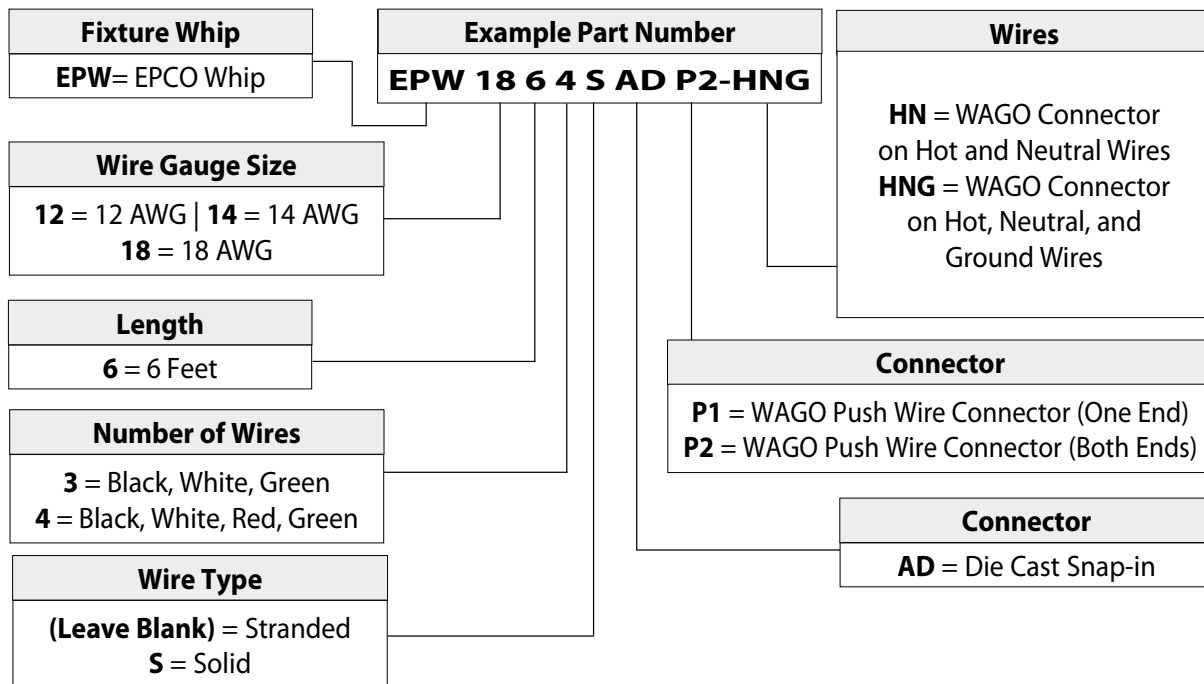 Fixture Whip
EPW= EPCO Whip
Example Part Number
EPW 18 6 4 S AD P2-HNG
Wires
HN = WAGO Connector
on Hot and Neutral Wires
HNG = WAGO Connector
on Hot, Neutral, and
Ground Wires
Wire Gauge Size
12 = 12 AWG | 14 = 14 AWG
18 = 18 AWG
Length
6 = 6 Feet
Connector
P1 = WAGO Push Wire Connector (One End)
P2 = WAGO Push Wire Connector (Both Ends)
Number of Wires
3 = Black, White, Green
4 = Black, White, Red, Green
Connector
AD = Die Cast Snap-in
Wire Type
(Leave Blank) = Stranded
S = Solid